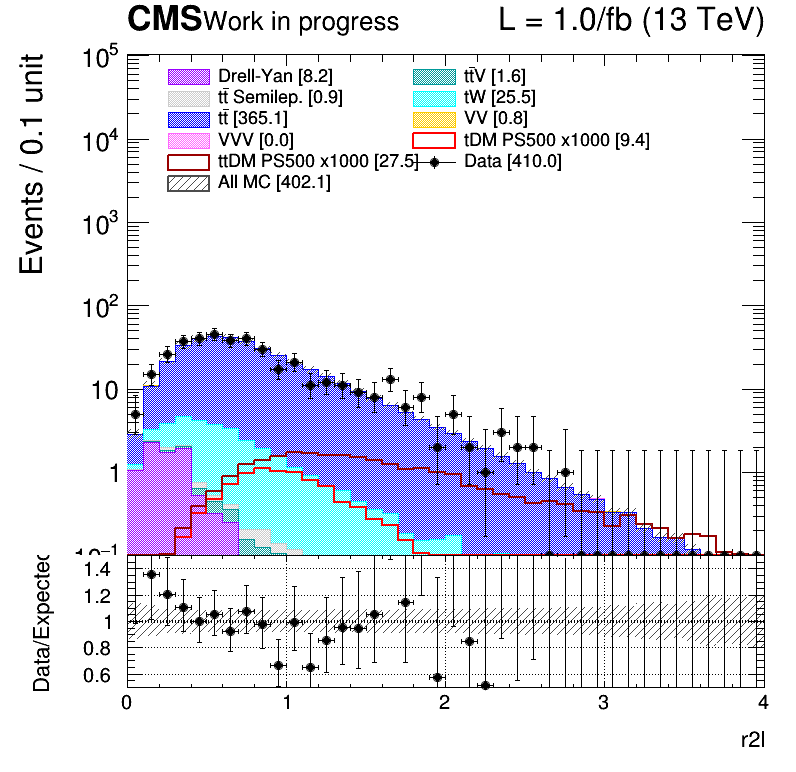 CMS Work in progress L = 1.0/fb (13 TeV)
Events / 0.1 unit
10⁵
10⁴
10³
10²
10
1
10⁻¹
Drell-Yan [8.2] tt̄V [1.6]
tt̄ Semilep. [0.9] tW [25.5]
tt̄ [365.1] VV [0.8]
VVV [0.0] tDM PS500 x1000 [9.4]
ttDM PS500 x1000 [27.5] Data [410.0]
All MC [402.1]
Data/Expected
1.4
1.2
1
0.8
0.6
0 1 2 3 4
r2l